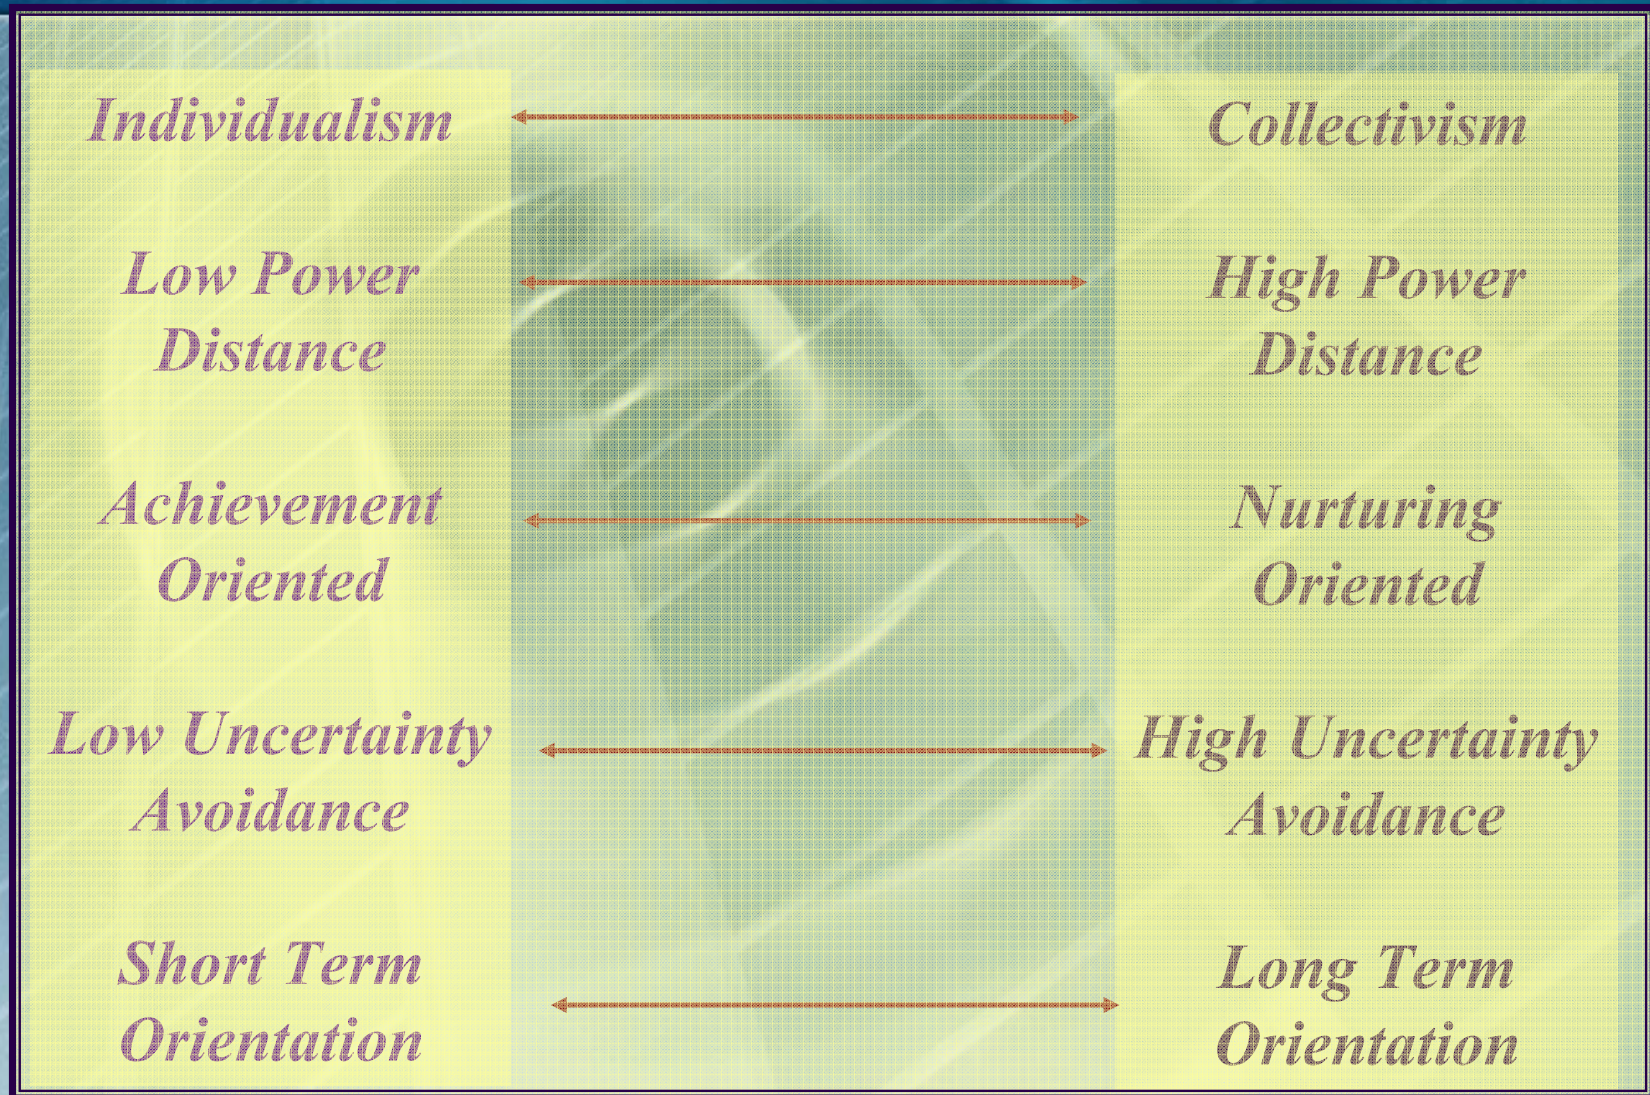 Individualism
Collectivism
Low Power
Distance
High Power
Distance
Achievement
Oriented
Nurturing
Oriented
Low Uncertainty
Avoidance
High Uncertainty
Avoidance
Short Term
Orientation
Long Term
Orientation